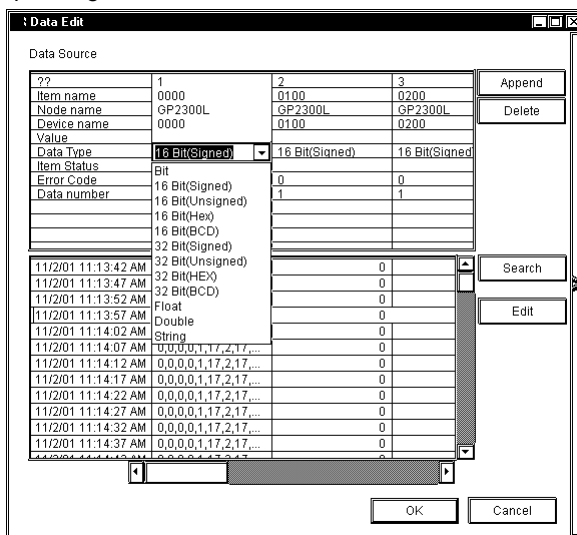 Data Edit
Data Source
?? 1 2 3
Item name 0000 0100 0200
Node name GP2300L GP2300L GP2300L
Device name 0000 0100 0200
Value
Data Type 16 Bit(Signed) 16 Bit(Signed) 16 Bit(Signed
Item Status
Error Code 0 0
Data number 1 1
Bit
16 Bit(Signed)
16 Bit(Unsigned)
16 Bit(Hex)
16 Bit(BCD)
32 Bit(Signed)
32 Bit(Unsigned)
32 Bit(HEX)
32 Bit(BCD)
Float
Double
String
Append
Delete
11/2/01 11:13:42 AM 0
11/2/01 11:13:47 AM 0
11/2/01 11:13:52 AM 0
11/2/01 11:13:57 AM 0
11/2/01 11:14:02 AM 0
11/2/01 11:14:07 AM 0,0,0,0,1,17,2,17,... 0
11/2/01 11:14:12 AM 0,0,0,0,1,17,2,17,... 0
11/2/01 11:14:17 AM 0,0,0,0,1,17,2,17,... 0
11/2/01 11:14:22 AM 0,0,0,0,1,17,2,17,... 0
11/2/01 11:14:27 AM 0,0,0,0,1,17,2,17,... 0
11/2/01 11:14:32 AM 0,0,0,0,1,17,2,17,... 0
11/2/01 11:14:37 AM 0,0,0,0,1,17,2,17,... 0
Search
Edit
OK Cancel